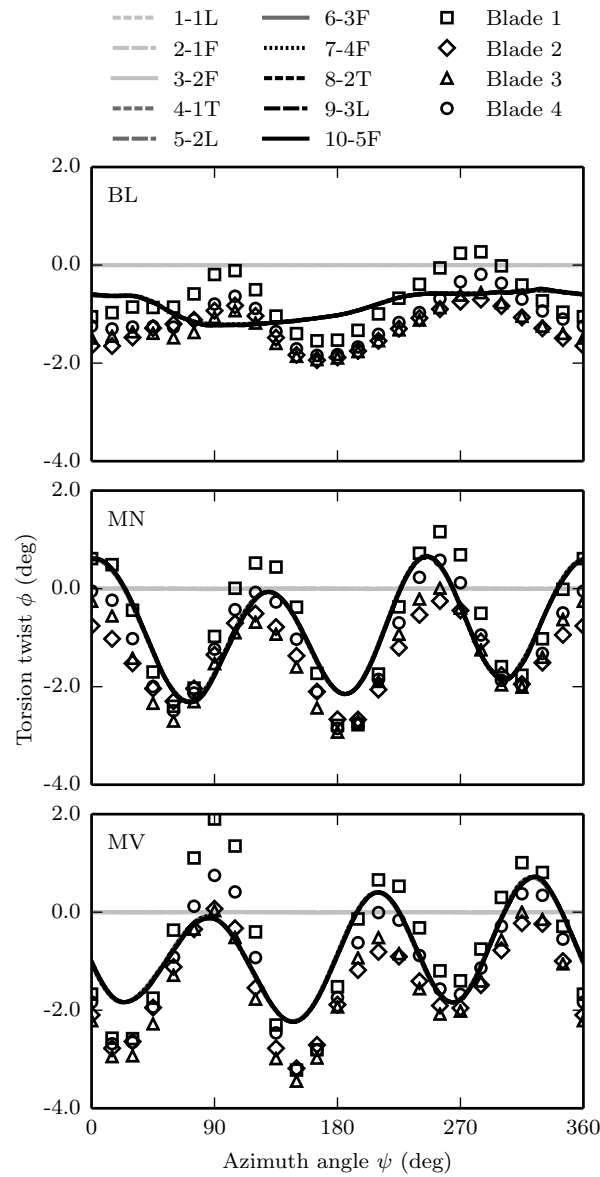 1-1L 6-3F Blade 1
2-1F 7-4F Blade 2
3-2F 8-2T Blade 3
4-1T 9-3L Blade 4
5-2L 10-5F
2.0
BL
0.0
-2.0
-4.0
2.0
MN
0.0
-2.0
-4.0
Torsion twist ϕ (deg)
2.0
MV
0.0
-2.0
-4.0
0 90 180 270 360
Azimuth angle ψ (deg)